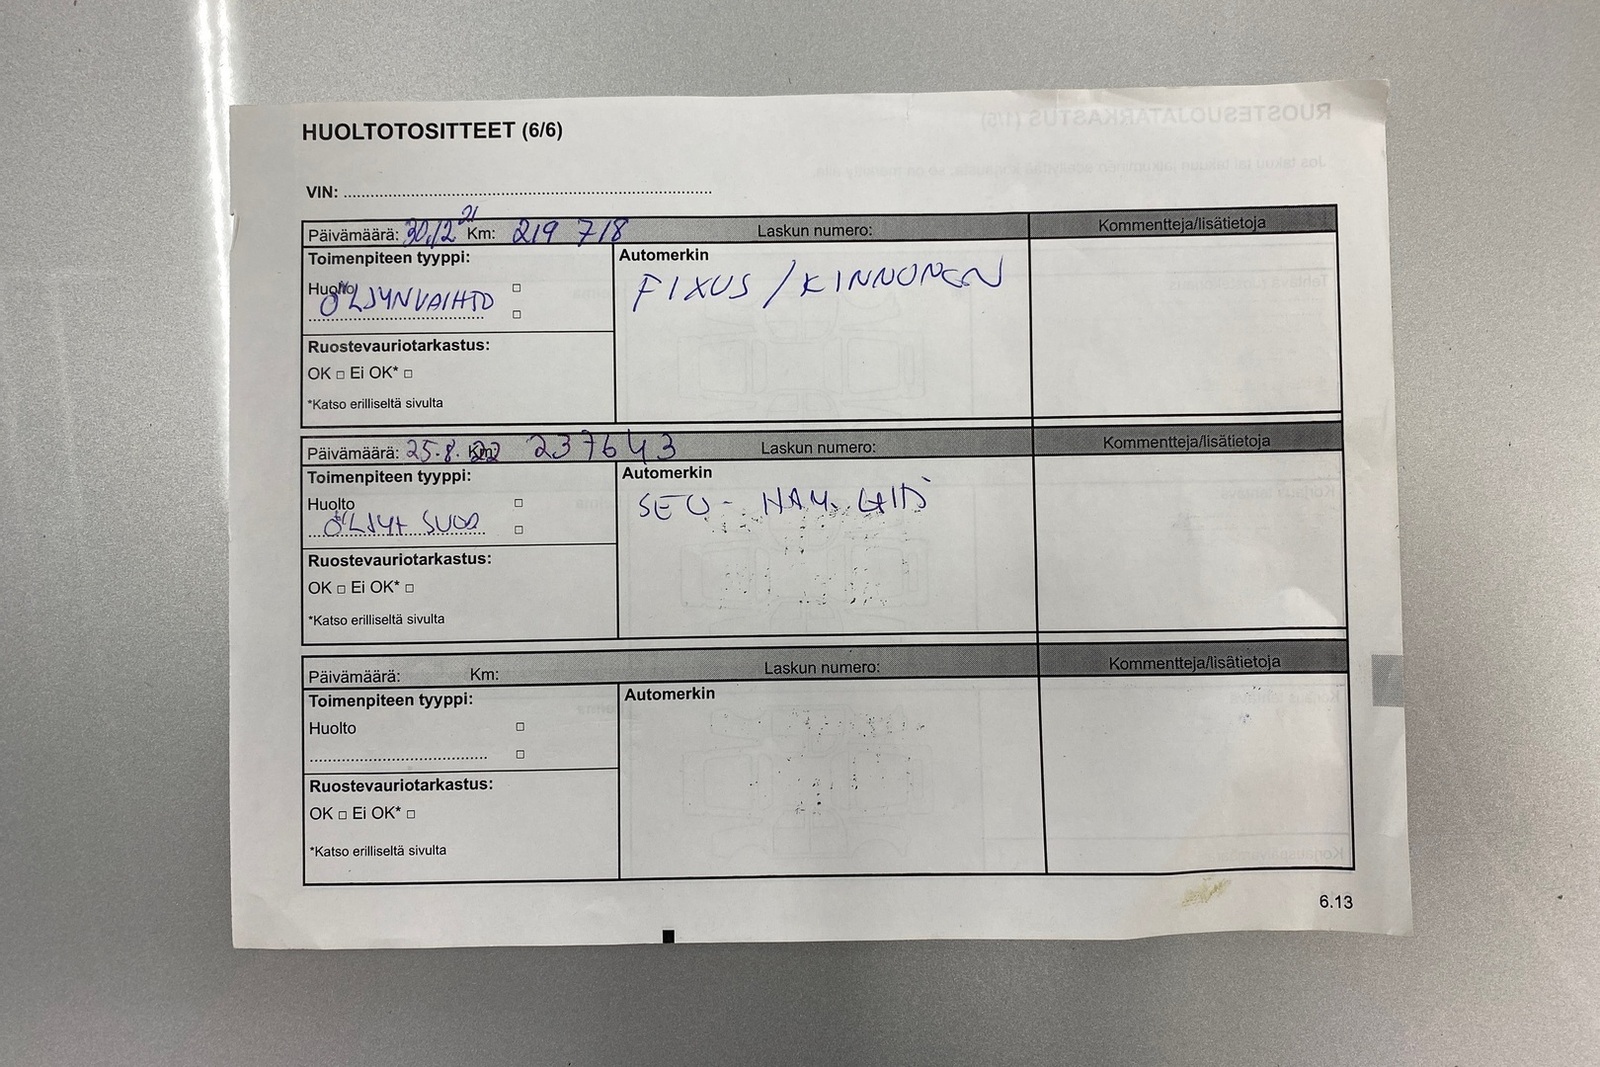 HUOLTOTOSITTEET (6/6)
VIN: ................................................................................
Päivämäärä: 30.12 21 Km: 219 718 Laskun numero: Kommentteja/lisätietoja
Toimenpiteen tyyppi: Automerkin
Huolto □ FIXUS / KINNUNEN
ÖLJYNVAIHTO □
Ruostevauriotarkastus:
OK □ Ei OK* □
*Katso erilliseltä sivulta
Päivämäärä: 25.8.22 Km: 237643 Laskun numero: Kommentteja/lisätietoja
Toimenpiteen tyyppi: Automerkin
Huolto □ SEO -
ÖLJYT SUOD □
Ruostevauriotarkastus:
OK □ Ei OK* □
*Katso erilliseltä sivulta
Päivämäärä: Km: Laskun numero: Kommentteja/lisätietoja
Toimenpiteen tyyppi: Automerkin
Huolto □
.......................................... □
Ruostevauriotarkastus:
OK □ Ei OK* □
*Katso erilliseltä sivulta
6.13